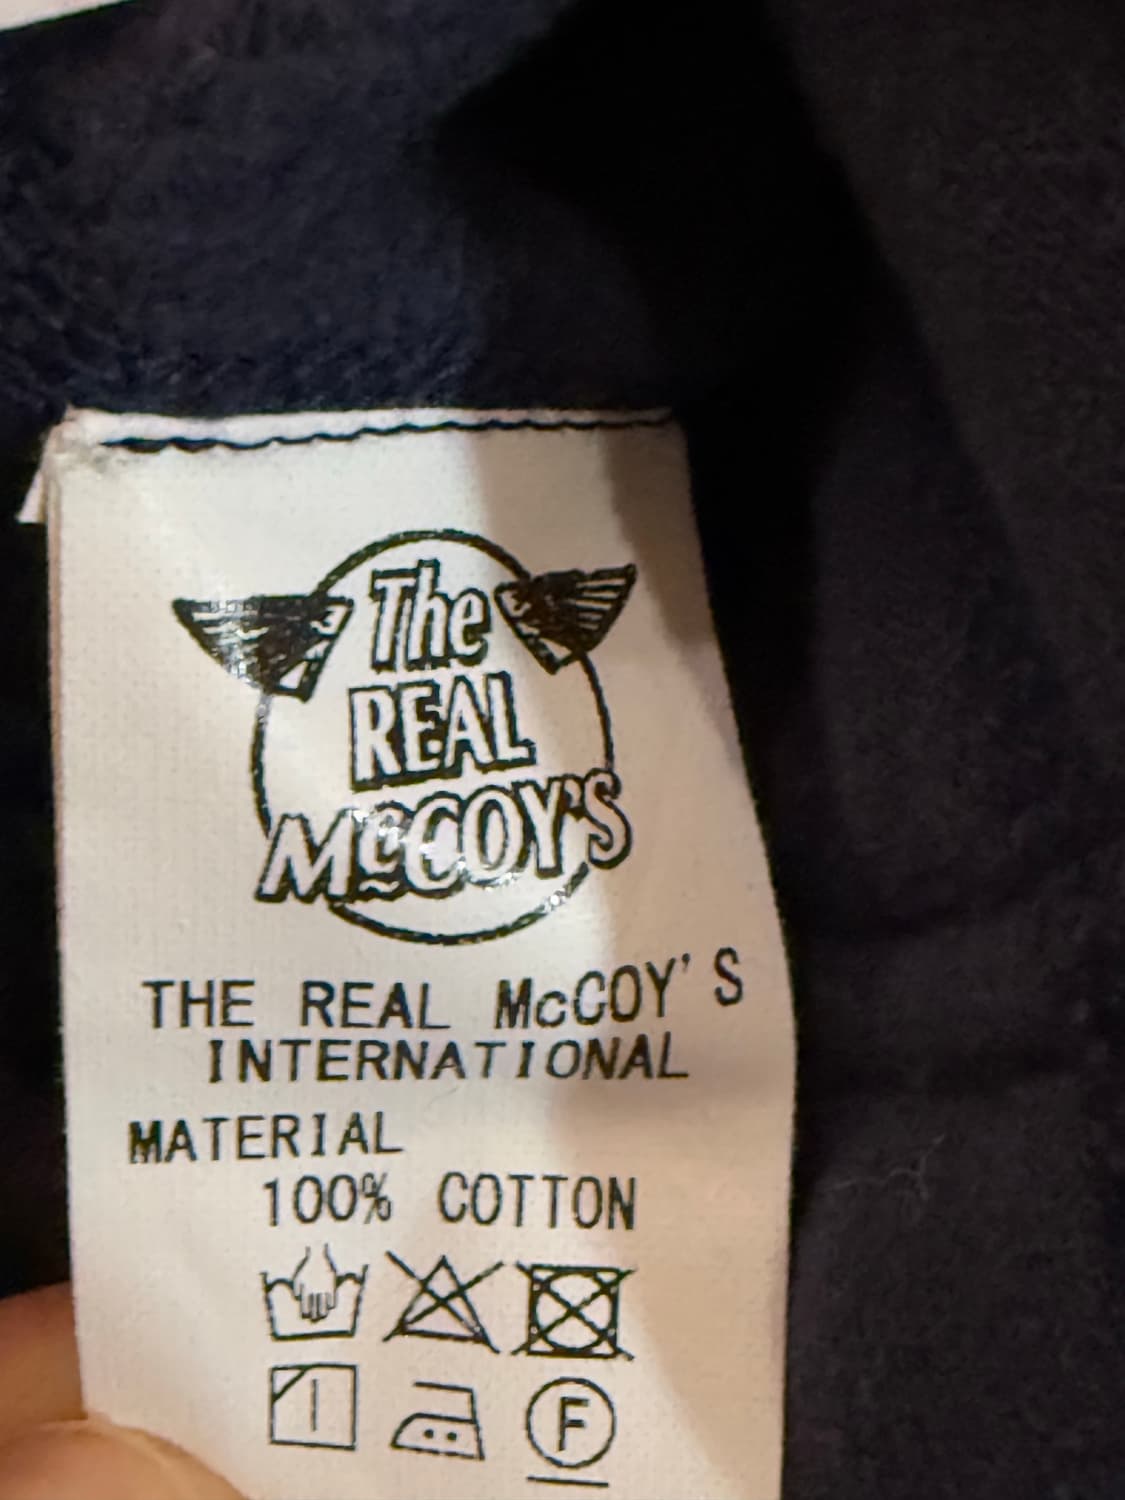 The
REAL
McCOY'S
THE REAL McCOY'S
INTERNATIONAL
MATERIAL
100% COTTON
F